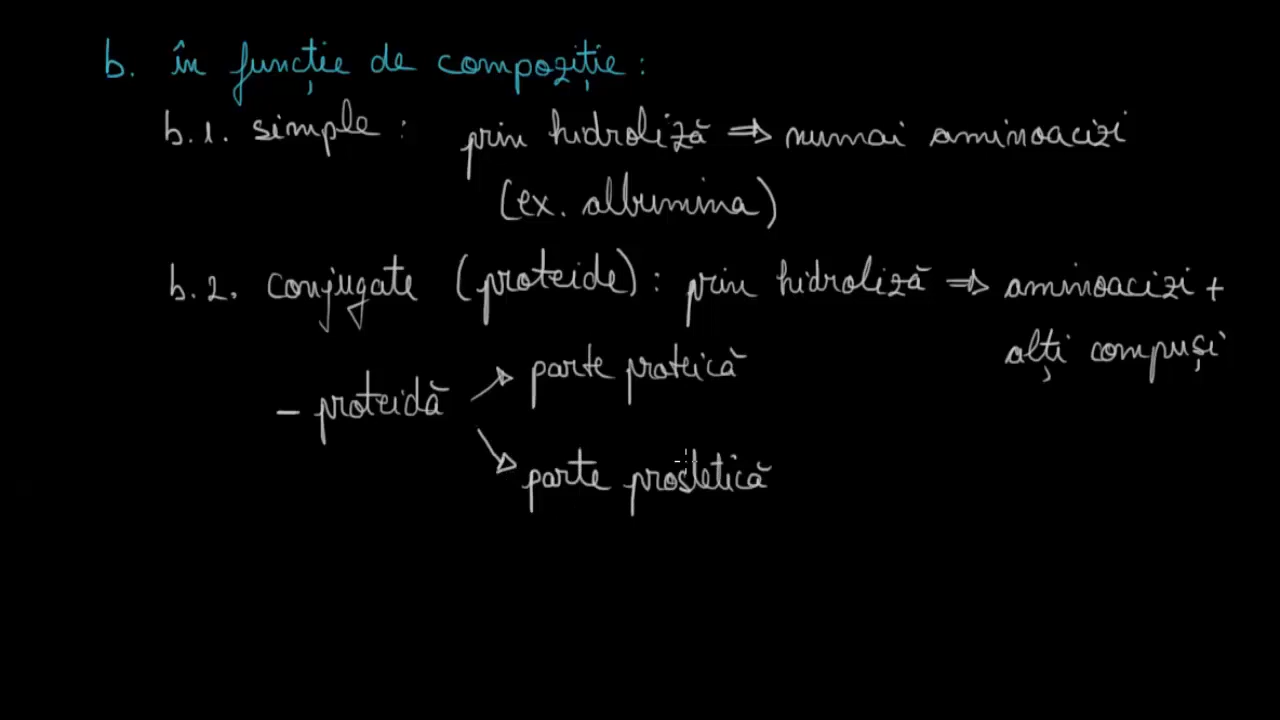 b. în funcție de compoziție:
b.1. simple: prin hidroliză ⇒ numai aminoacizi
(ex. albumina)
b.2. conjugate (proteide): prin hidroliză ⇒ aminoacizi +
alți compuși
parte proteică
- proteidă
parte prostetică